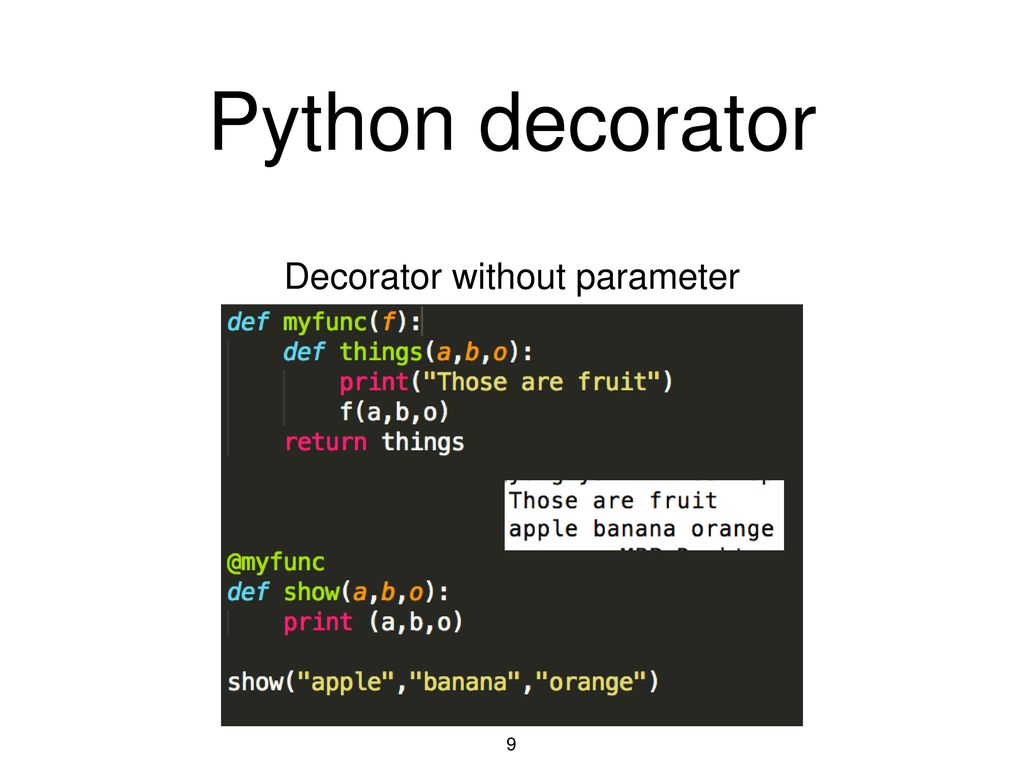 Python decorator
Decorator without parameter
def myfunc(f):
    def things(a,b,o):
        print("Those are fruit")
        f(a,b,o)
    return things
Those are fruit
apple banana orange
@myfunc
def show(a,b,o):
    print (a,b,o)
show("apple","banana","orange")
9